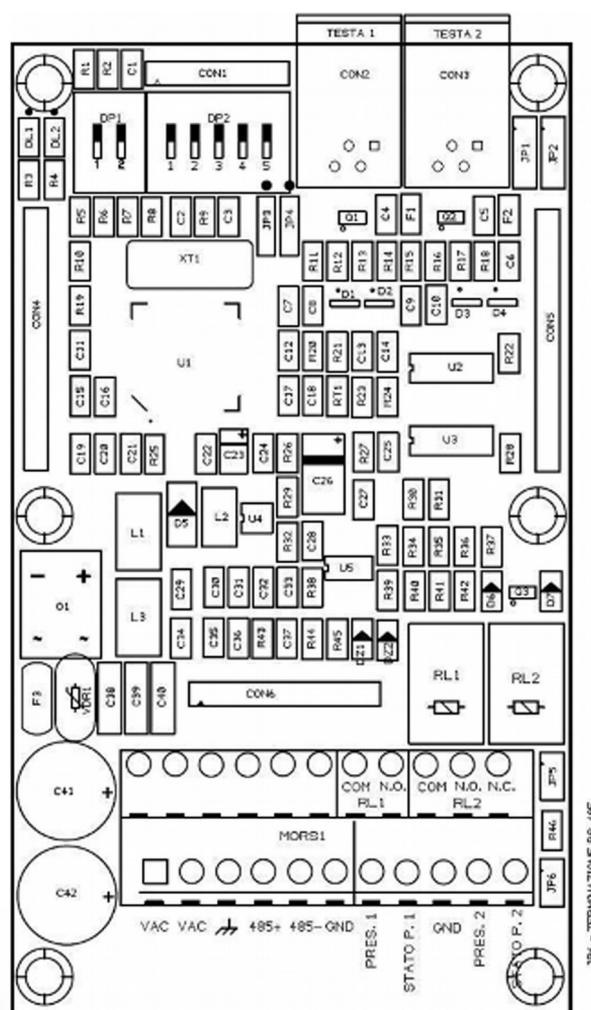 TESTA 1 TESTA 2
R1 R2 C1 CON1 CON2 CON3
DP1 DP2
DL1 DL2 JP1 JP2
1 2 1 2 3 4 5
R3 R4
R5 R6 R7 R8 C2 R9 C3 JP3 JP4 Q1 C4 F1 Q2 C5 F2
R10 XT1 R11 R12 R13 R14 R15 R16 R17 R18 C6
CON4 R19 C7 C8 D1 D2 C9 C10 D3 D4 CON5
C11 U1 C12 R20 R21 C13 C14 U2 R22
C15 C16 C17 C18 RT1 R23 R24
C19 C20 C21 R25 C22 C23 C24 R26 C26 R27 C25 U3 R28
R29 C27 R30 R31
L1 D5 L2 U4
R32 C28 R33 R34 R35 R36 R37
O1 L3 C29 C30 C31 C32 C33 R38 U5 R39 R40 R41 R42 D6 Q3 D7
C34 C35 C36 R43 C37 R44 R45 DZ1 DZ2
F3 VDR1 C38 C39 C40 CON6 RL1 RL2
C41 COM N.O. COM N.O. N.C. JP5
RL1 RL2
MORS1 R46
C42 JP6
VAC VAC 485+ 485- GND PRES. 1 STATO P. 1 GND PRES. 2 STATO P. 2